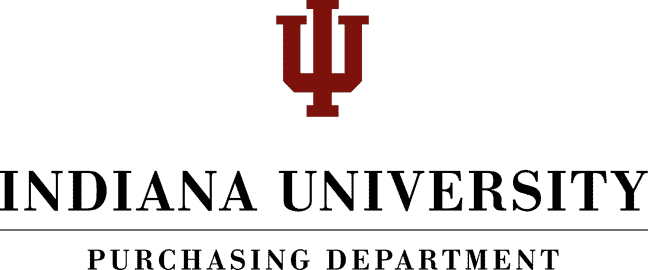 INDIANA UNIVERSITY
PURCHASING DEPARTMENT